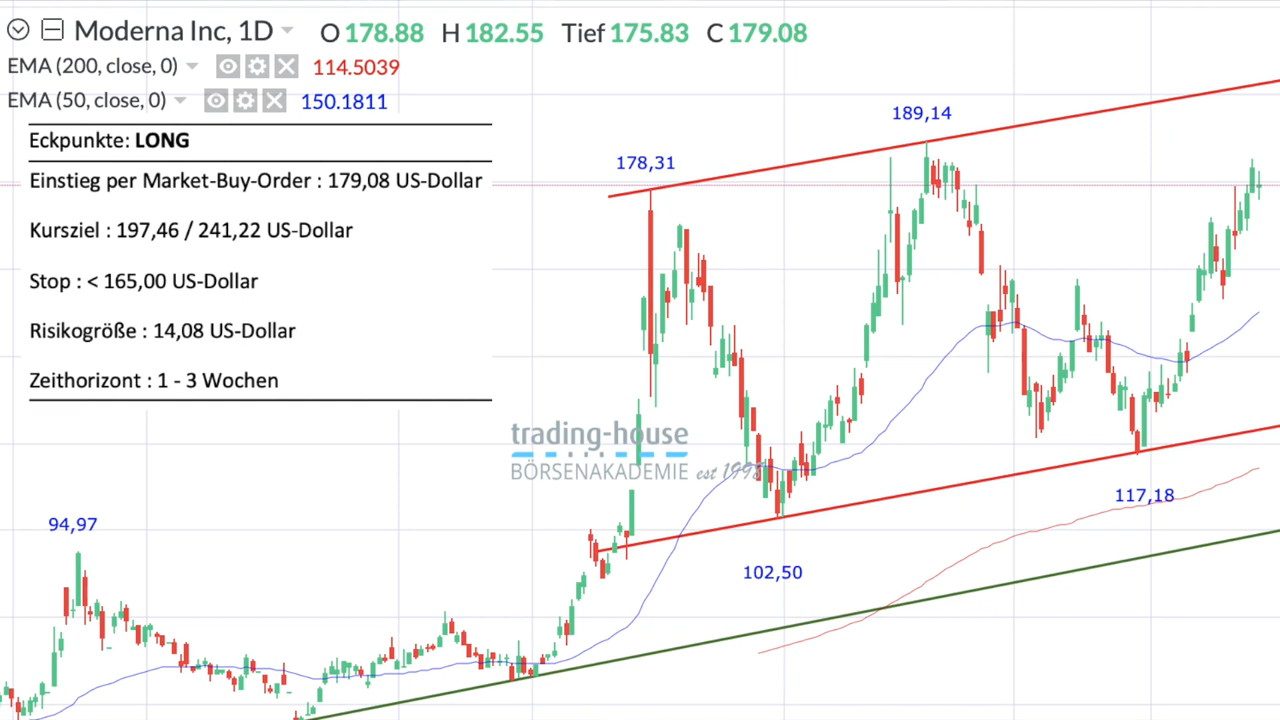 Moderna Inc, 1D O 178.88 H 182.55 Tief 175.83 C 179.08
EMA (200, close, 0) 114.5039
EMA (50, close, 0) 150.1811
Eckpunkte: LONG
Einstieg per Market-Buy-Order : 179,08 US-Dollar
Kursziel : 197,46 / 241,22 US-Dollar
Stop : < 165,00 US-Dollar
Risikogröße : 14,08 US-Dollar
Zeithorizont : 1 - 3 Wochen
189,14
178,31
trading-house
BÖRSENAKADEMIE est 1998
117,18
94,97
102,50